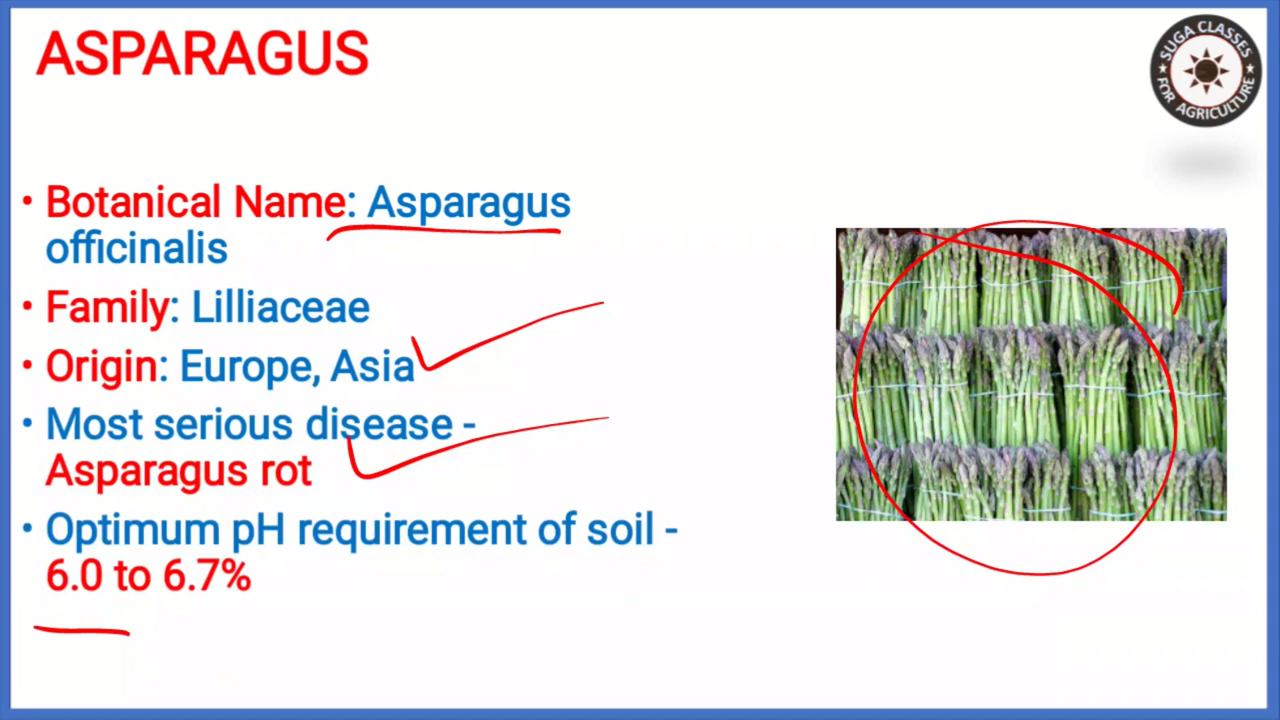 ASPARAGUS
SUGA CLASSES
FOR AGRICULTURE
• Botanical Name: Asparagus
officinalis
• Family: Lilliaceae
• Origin: Europe, Asia
• Most serious disease -
Asparagus rot
• Optimum pH requirement of soil -
6.0 to 6.7%